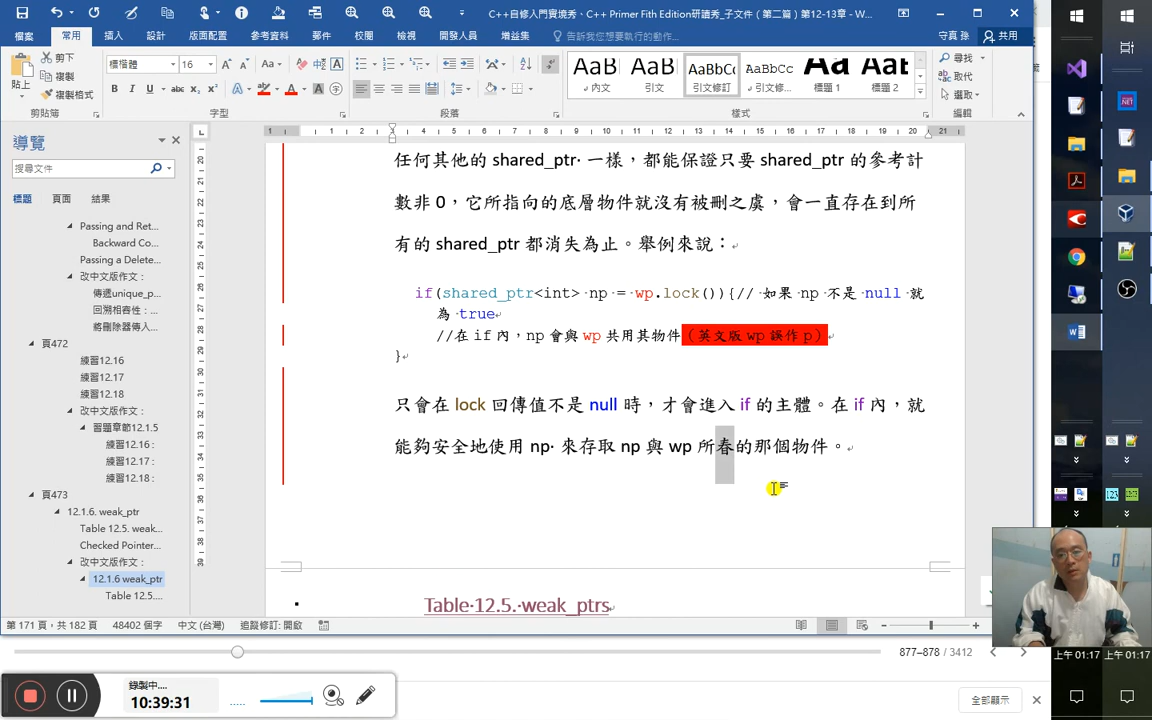 C++自修入門實境秀、C++ Primer Fith Edition研讀秀_子文件（第二篇）12-13章 - W...
檔案 常用 插入 設計 版面配置 參考資料 郵件 校閱 檢視 開發人員 增益集 告訴我您想要執行的動作... 守真 孫 共用
貼上
剪下
複製
複製格式
標楷體 16
AaBb AaBb AaBbCc AaBbCc Aa AaBb
內文 引文修訂 引文修... 標題 1 標題 2
尋找
取代
選取
剪貼簿 字型 段落 樣式 編輯
導覽
搜尋文件
標題 頁面 結果
Passing and Ret...
Backward Co...
Passing a Delete...
改中文版作文：
傳遞unique_p...
回溯相容性：
將刪除器傳入...
頁472
練習12.16
練習12.17
練習12.18
改中文版作文：
習題章節12.1.5
練習12.16：
練習12.17：
練習12.18：
頁473
12.1.6. weak_ptr
Table 12.5. weak...
Checked Pointer...
改中文版作文：
12.1.6 weak_ptr
Table 12.5....
任何其他的 shared_ptr 一樣，都能保證只要 shared_ptr 的參考計
數非 0，它所指向的底層物件就沒有被刪之虞，會一直存在到所
有的 shared_ptr 都消失為止。舉例來說：
if(shared_ptr<int> np = wp.lock()){// 如果 np 不是 null 就
為 true
//在 if 內，np 會與 wp 共用其物件（英文版 wp 誤作 p）
}
只會在 lock 回傳值不是 null 時，才會進入 if 的主體。在 if 內，就
能夠安全地使用 np 來存取 np 與 wp 所春的那個物件。
Table 12.5. weak_ptrs
第 171 頁，共 182 頁 48402 個字 中文 (台灣) 追蹤修訂: 開啟
877–878 / 3412
錄製中....
10:39:31
全部顯示
上午 01:17 上午 01:17